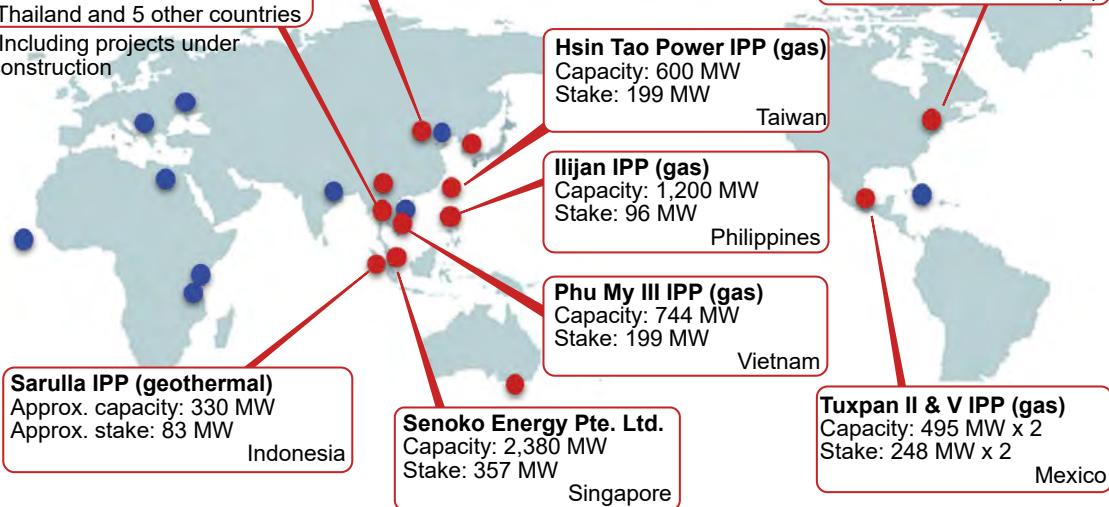 Thailand and 5 other countries
Including projects under
onstruction
Hsin Tao Power IPP (gas)
Capacity: 600 MW
Stake: 199 MW
Taiwan
Ilijan IPP (gas)
Capacity: 1,200 MW
Stake: 96 MW
Philippines
Phu My III IPP (gas)
Capacity: 744 MW
Stake: 199 MW
Vietnam
Sarulla IPP (geothermal)
Approx. capacity: 330 MW
Approx. stake: 83 MW
Indonesia
Senoko Energy Pte. Ltd.
Capacity: 2,380 MW
Stake: 357 MW
Singapore
Tuxpan II & V IPP (gas)
Capacity: 495 MW x 2
Stake: 248 MW x 2
Mexico